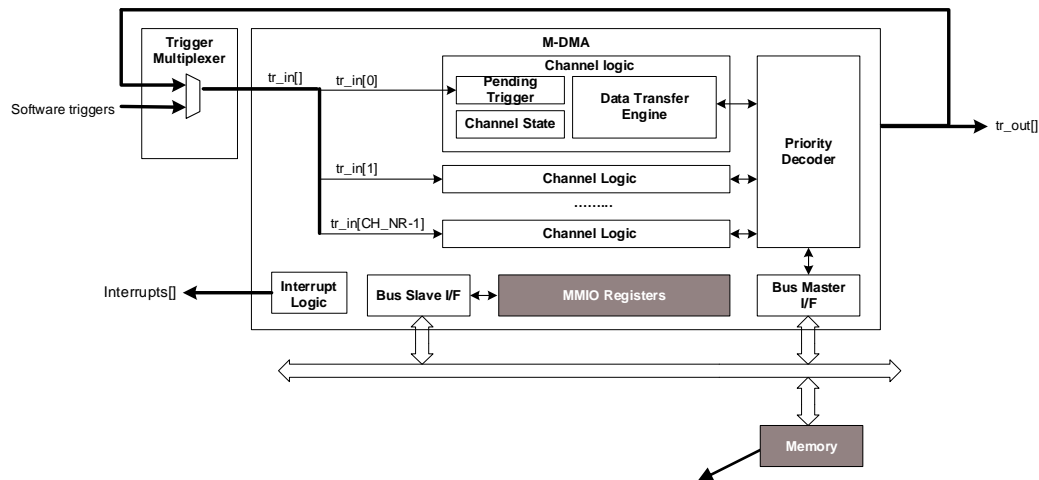 Trigger
Multiplexer
M-DMA
Channel logic
tr_in[]
tr_in[0]
Pending
Trigger
Data Transfer
Engine
Channel State
Software triggers
tr_out[]
Priority
Decoder
tr_in[1]
Channel Logic
.........
tr_in[CH_NR-1]
Channel Logic
Interrupts[]
Interrupt
Logic
Bus Slave I/F
MMIO Registers
Bus Master
I/F
Memory